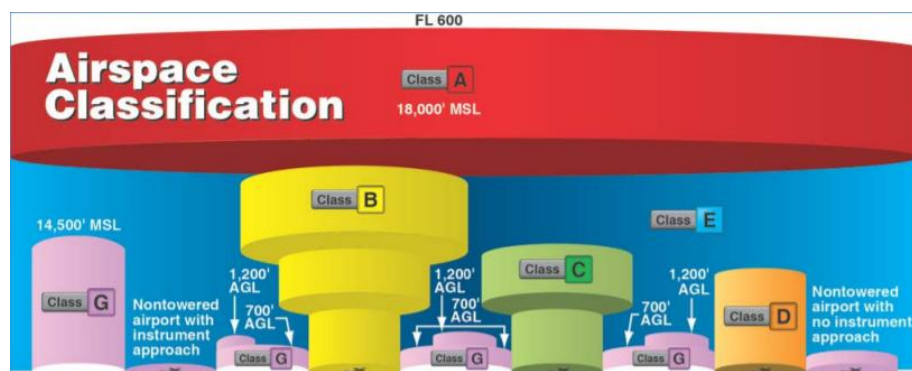 FL 600
Airspace
Classification
Class A
18,000' MSL
Class B
14,500' MSL
Class E
Class G
Nontowered
airport with
instrument
approach
1,200'
AGL
700'
AGL
Class G
1,200'
AGL
700'
AGL
Class G
Class C
700'
AGL
1,200'
AGL
Class G
Class D
Nontowered
airport with
no instrument
approach